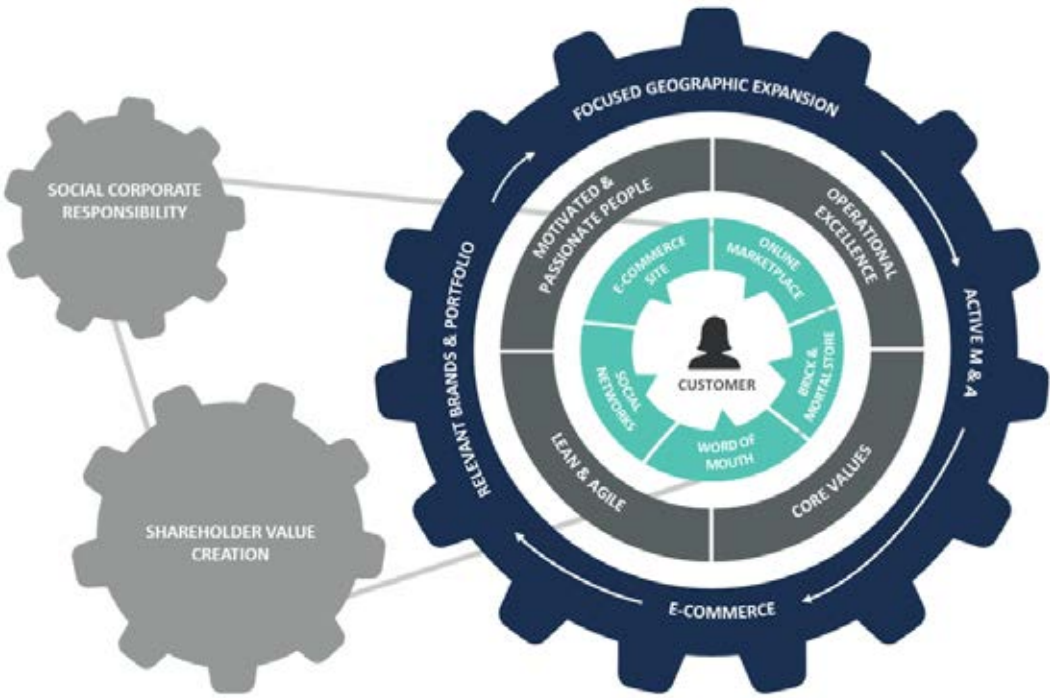 SOCIAL CORPORATE
RESPONSIBILITY
SHAREHOLDER VALUE
CREATION
FOCUSED GEOGRAPHIC EXPANSION
ACTIVE M & A
E-COMMERCE
RELEVANT BRANDS & PORTFOLIO
MOTIVATED &
PASSIONATE PEOPLE
OPERATIONAL
EXCELLENCE
CORE VALUES
LEAN & AGILE
E-COMMERCE
SITE
ONLINE
MARKETPLACE
BRICK &
MORTAL STORE
WORD OF
MOUTH
SOCIAL
NETWORKS
CUSTOMER